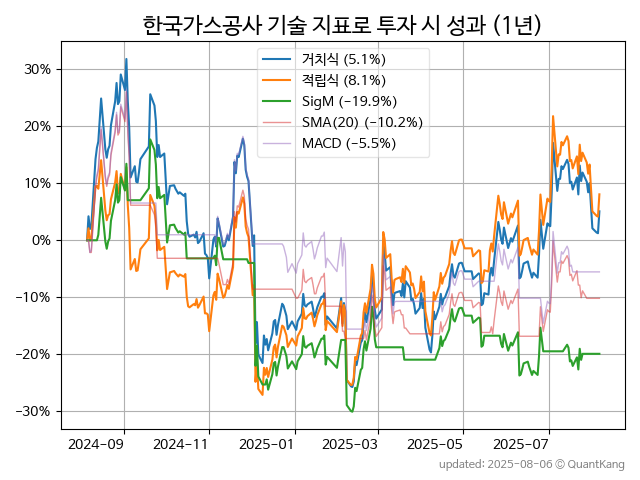 한국가스공사 기술 지표로 투자 시 성과 (1년)
거치식 (5.1%)
적립식 (8.1%)
SigM (−19.9%)
SMA(20) (−10.2%)
MACD (−5.5%)
30%
20%
10%
0%
−10%
−20%
−30%
2024-09 2024-11 2025-01 2025-03 2025-05 2025-07
updated: 2025-08-06 © QuantKang